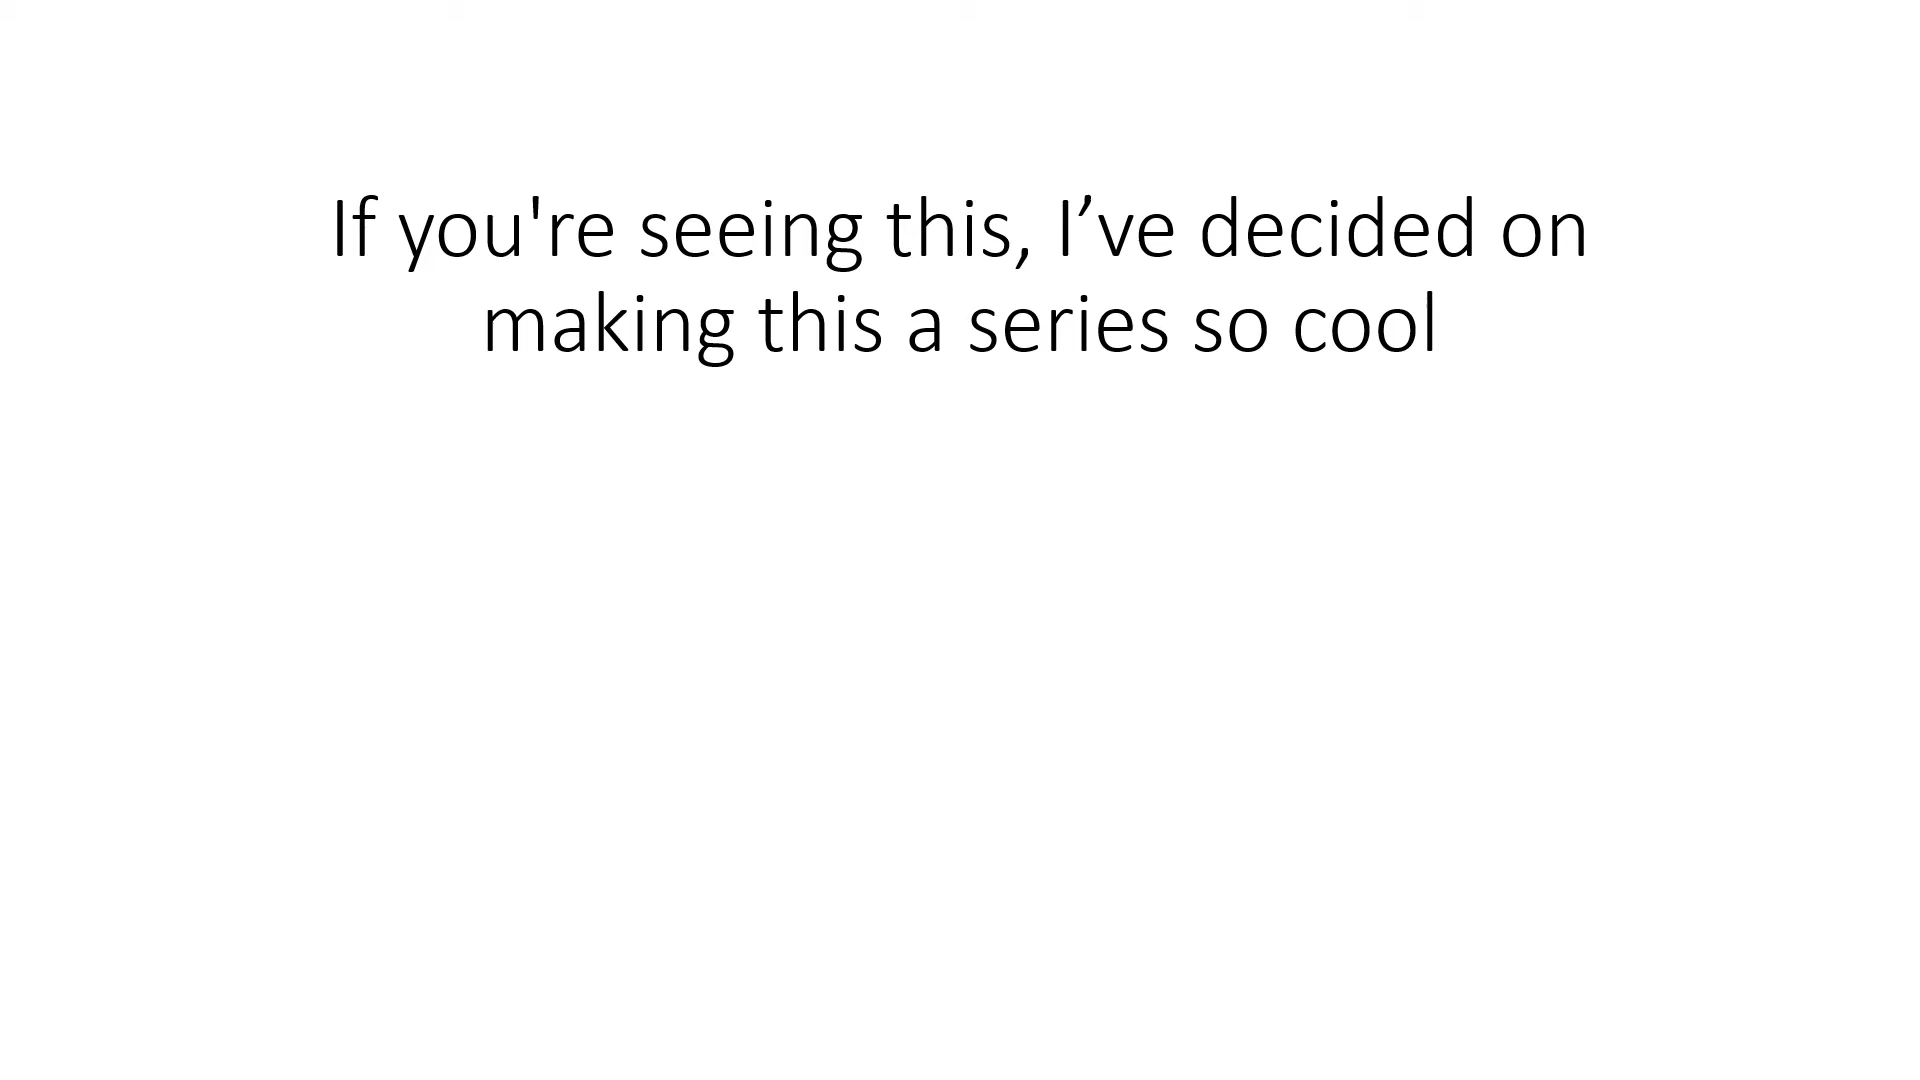 If you're seeing this, I’ve decided on
making this a series so cool